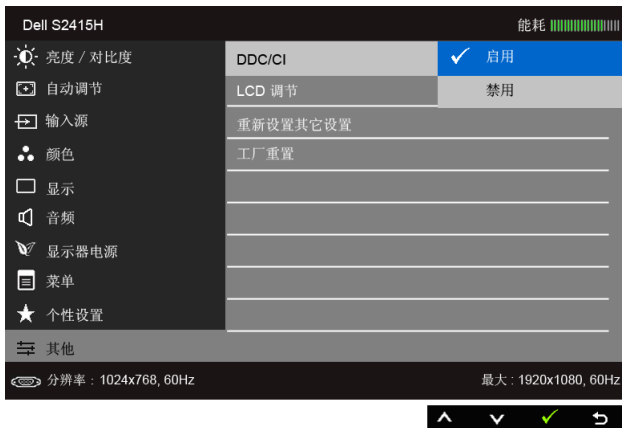 Dell S2415H 能耗
亮度 / 对比度 DDC/CI 启用
自动调节 LCD 调节 禁用
输入源 重新设置其它设置
颜色 工厂重置
显示
音频
显示器电源
菜单
个性设置
其他
分辨率 : 1024x768, 60Hz 最大 : 1920x1080, 60Hz